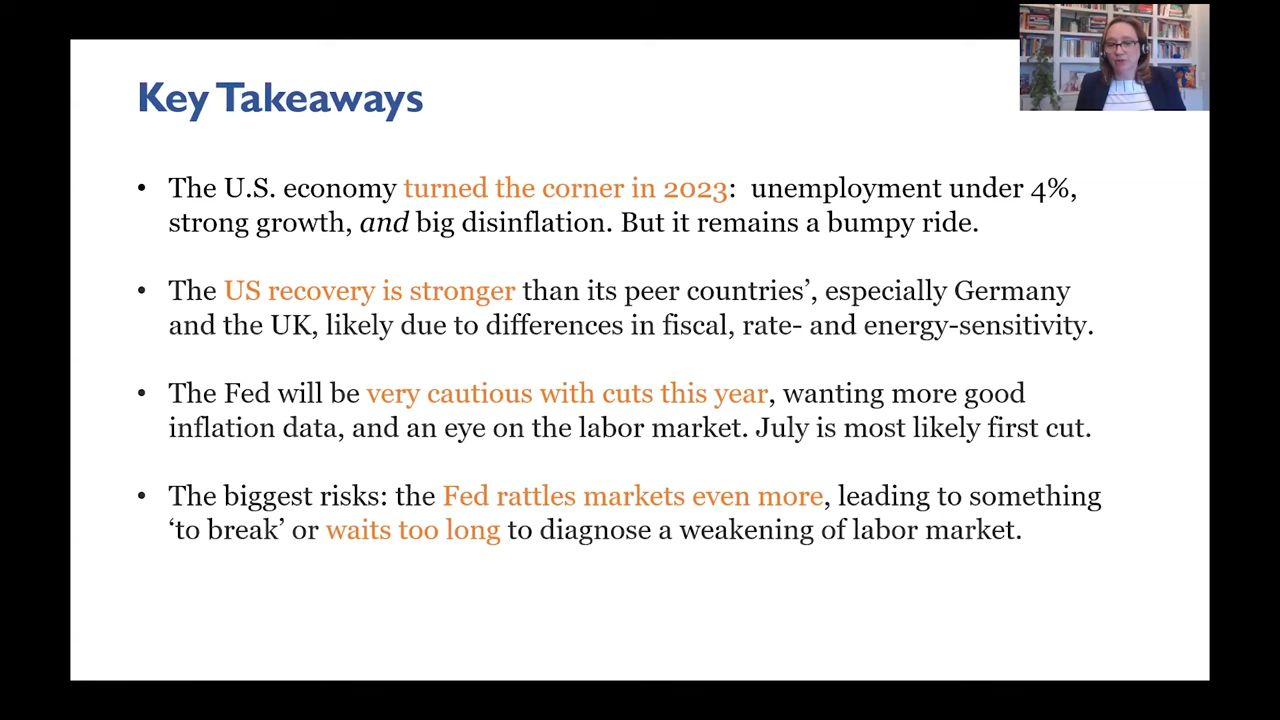 Key Takeaways
• The U.S. economy turned the corner in 2023:  unemployment under 4%,
strong growth, and big disinflation. But it remains a bumpy ride.
• The US recovery is stronger than its peer countries’, especially Germany
and the UK, likely due to differences in fiscal, rate- and energy-sensitivity.
• The Fed will be very cautious with cuts this year, wanting more good
inflation data, and an eye on the labor market. July is most likely first cut.
• The biggest risks: the Fed rattles markets even more, leading to something
‘to break’ or waits too long to diagnose a weakening of labor market.